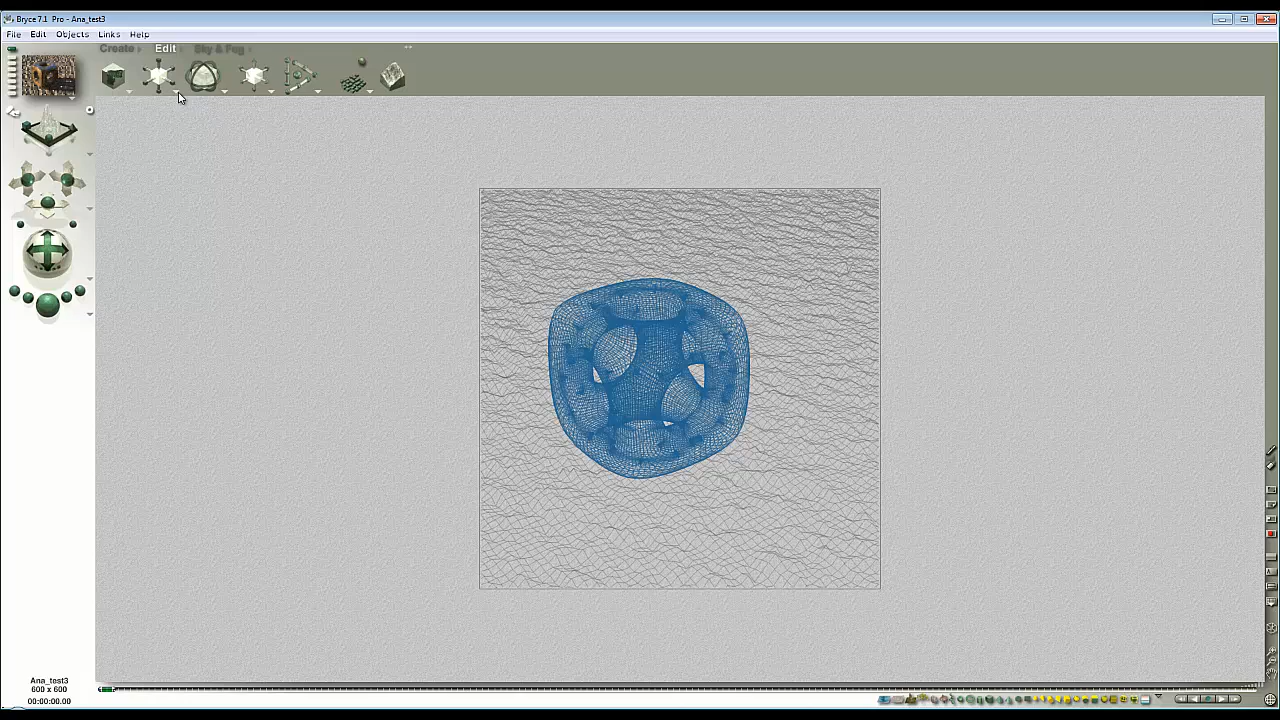 Bryce 7.1 Pro - Ana_test3
File Edit Objects Links Help
Create Edit Sky & Fog
Ana_test3
600 x 600
00:00:00.00